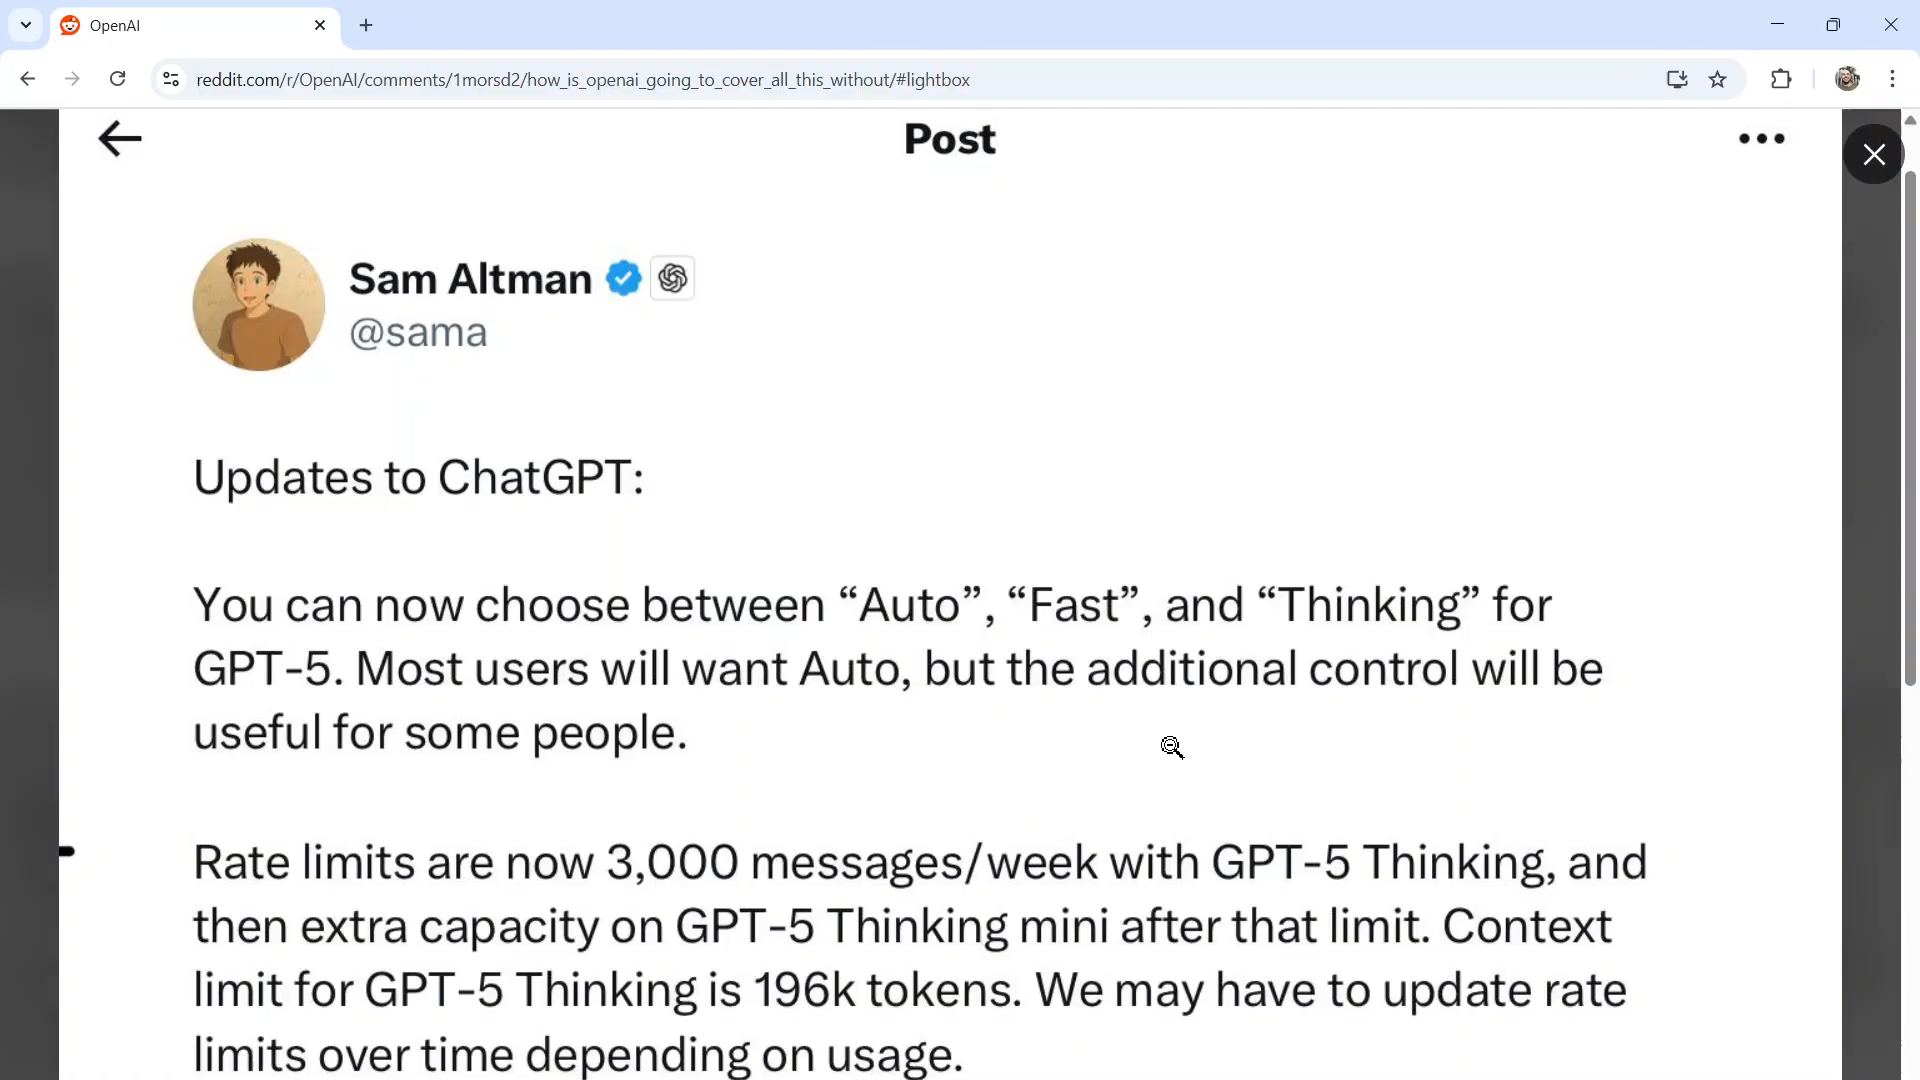 OpenAI
reddit.com/r/OpenAI/comments/1morsd2/how_is_openai_going_to_cover_all_this_without/#lightbox
Post
Sam Altman
@sama
Updates to ChatGPT:
You can now choose between “Auto”, “Fast”, and “Thinking” for
GPT-5. Most users will want Auto, but the additional control will be
useful for some people.
Rate limits are now 3,000 messages/week with GPT-5 Thinking, and
then extra capacity on GPT-5 Thinking mini after that limit. Context
limit for GPT-5 Thinking is 196k tokens. We may have to update rate
limits over time depending on usage.